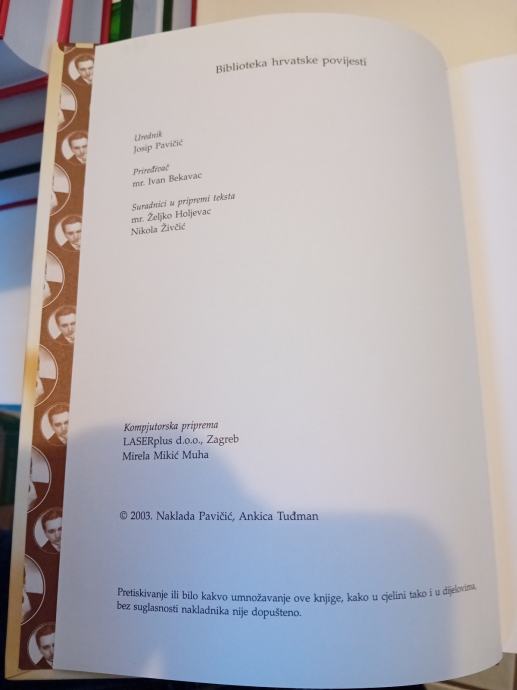 Biblioteka hrvatske povijesti
Urednik
Josip Pavičić
Priređivač
mr. Ivan Bekavac
Suradnici u pripremi teksta
mr. Željko Holjevac
Nikola Živčić
Kompjutorska priprema
LASERplus d.o.o., Zagreb
Mirela Mikić Muha
© 2003. Naklada Pavičić, Ankica Tuđman
Pretiskivanje ili bilo kakvo umnožavanje ove knjige, kako u cjelini tako i u dijelovima,
bez suglasnosti nakladnika nije dopušteno.